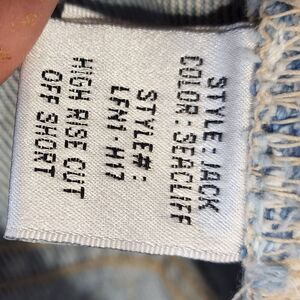 STYLE: JACK
COLOR: SEACLIFF
STYLE#:
LFN1 - H17
HIGH RISE CUT
OFF SHORT